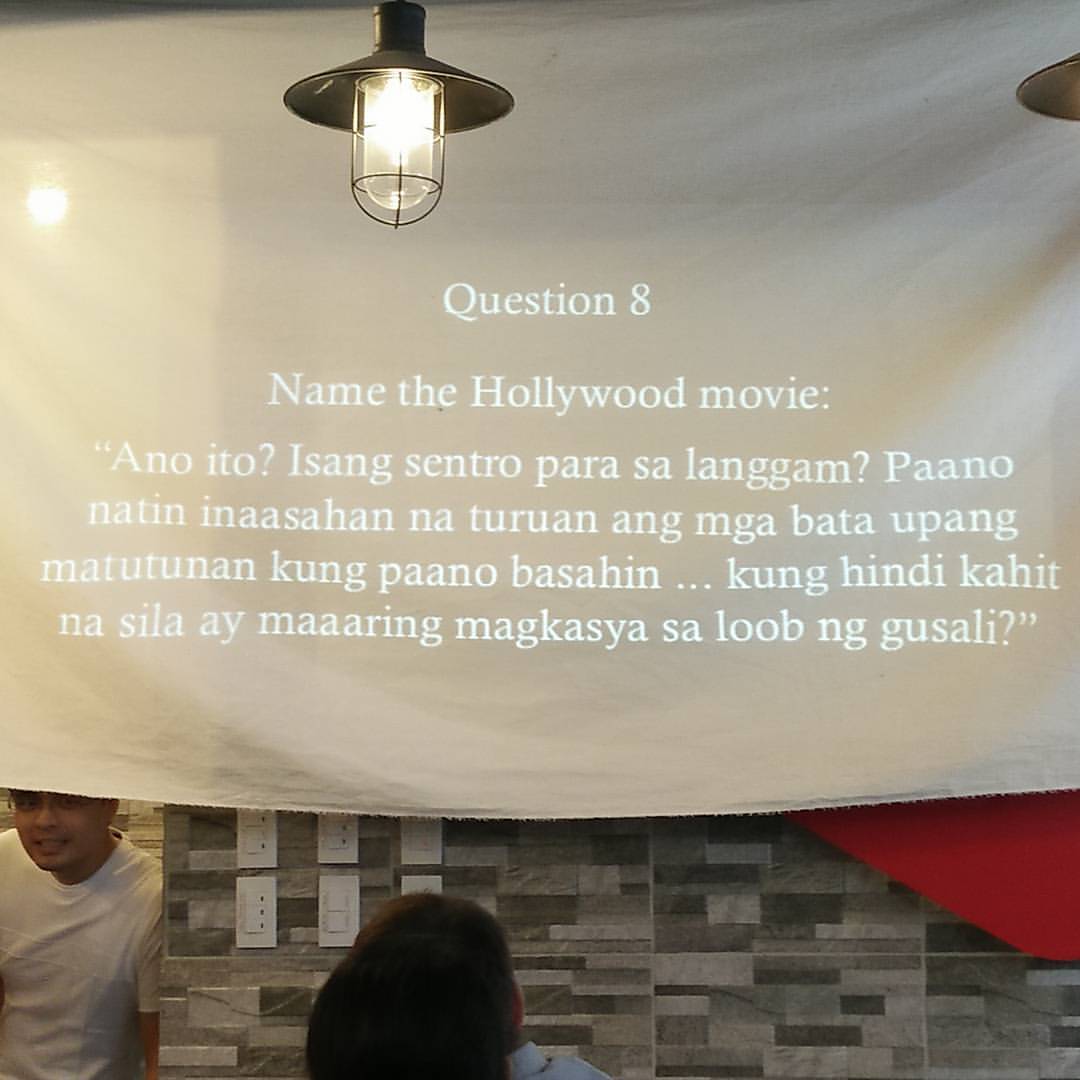 Question 8
Name the Hollywood movie:
“Ano ito? Isang sentro para sa langgam? Paano
natin inaasahan na turuan ang mga bata upang
matutunan kung paano basahin ... kung hindi kahit
na sila ay maaaring magkasya sa loob ng gusali?”